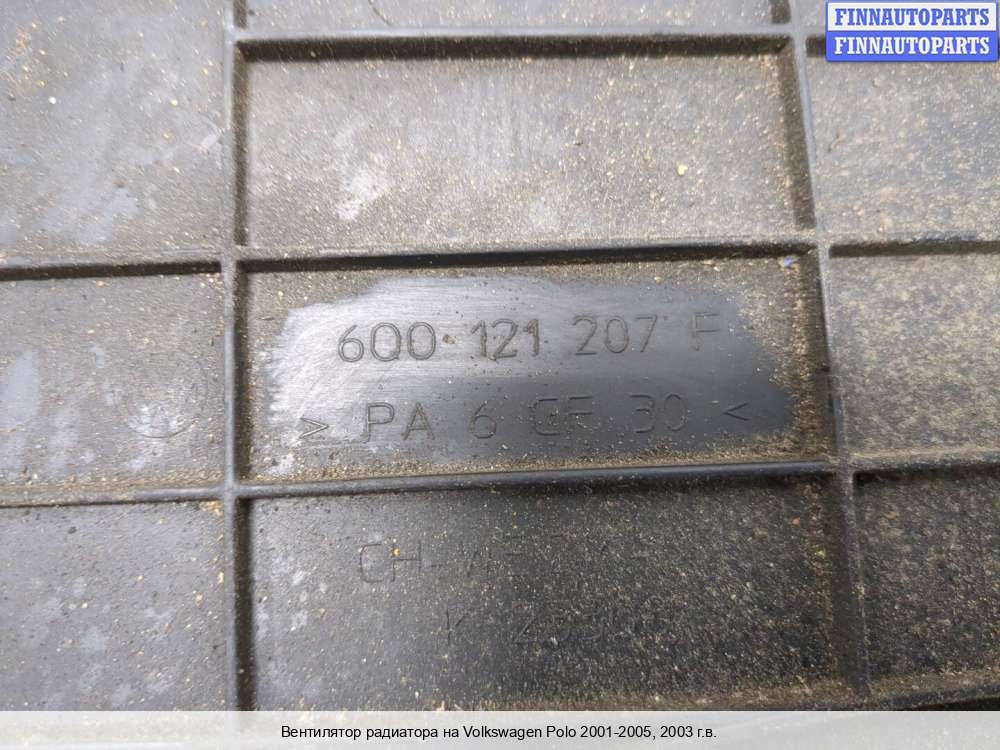 FINNAUTOPARTS
FINNAUTOPARTS
6Q0 121 207 F
> PA 6 GF 30 <
Вентилятор радиатора на Volkswagen Polo 2001-2005, 2003 г.в.